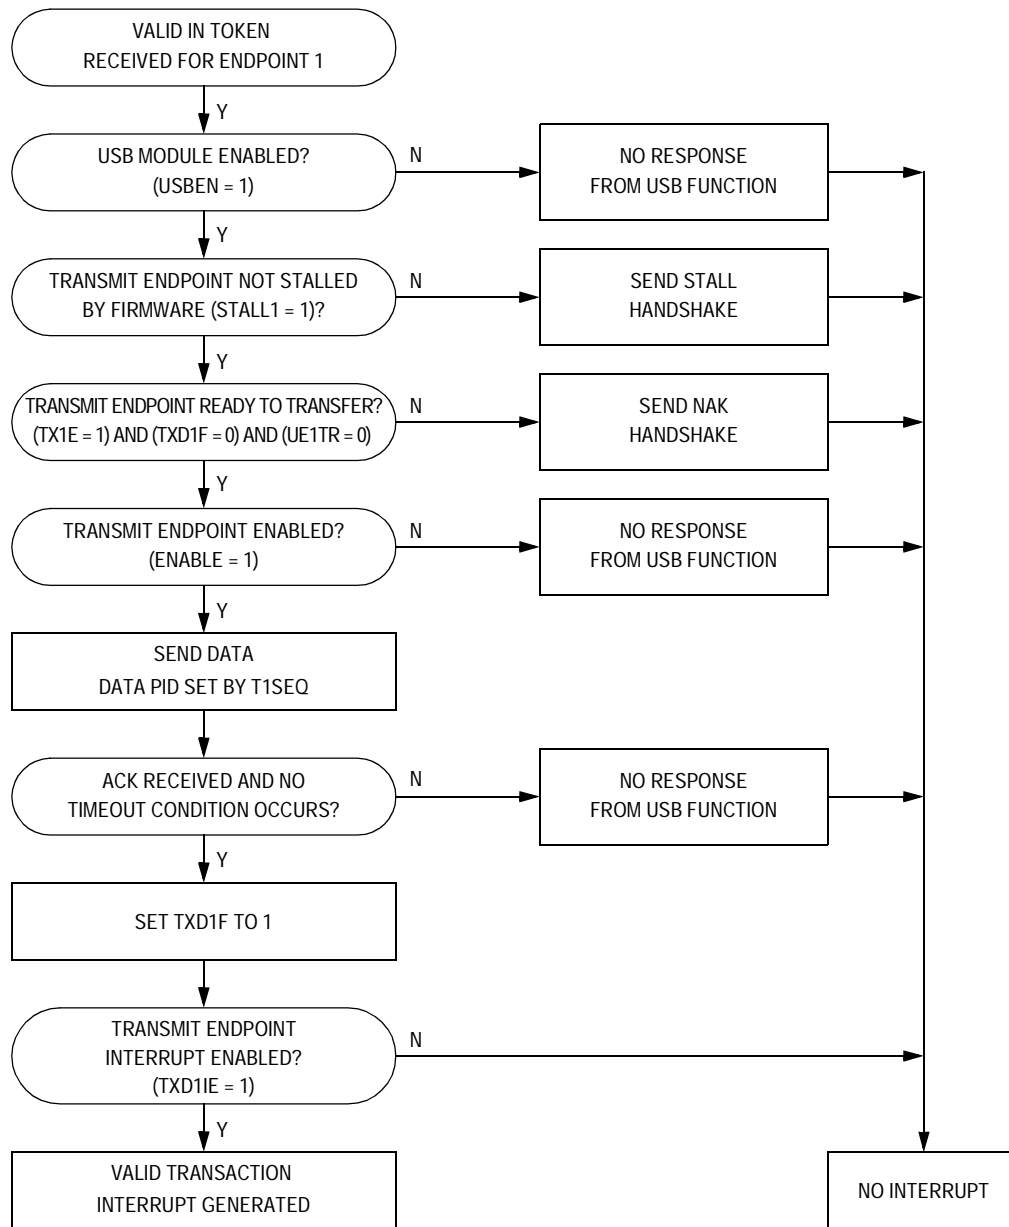 VALID IN TOKEN
RECEIVED FOR ENDPOINT 1
Y
USB MODULE ENABLED?
(USBEN = 1)
N
NO RESPONSE
FROM USB FUNCTION
Y
TRANSMIT ENDPOINT NOT STALLED
BY FIRMWARE (STALL1 = 1)?
N
SEND STALL
HANDSHAKE
Y
TRANSMIT ENDPOINT READY TO TRANSFER?
(TX1E = 1) AND (TXD1F = 0) AND (UE1TR = 0)
N
SEND NAK
HANDSHAKE
Y
TRANSMIT ENDPOINT ENABLED?
(ENABLE = 1)
N
NO RESPONSE
FROM USB FUNCTION
Y
SEND DATA
DATA PID SET BY T1SEQ
ACK RECEIVED AND NO
TIMEOUT CONDITION OCCURS?
N
NO RESPONSE
FROM USB FUNCTION
Y
SET TXD1F TO 1
TRANSMIT ENDPOINT
INTERRUPT ENABLED?
(TXD1IE = 1)
N
Y
VALID TRANSACTION
INTERRUPT GENERATED
NO INTERRUPT